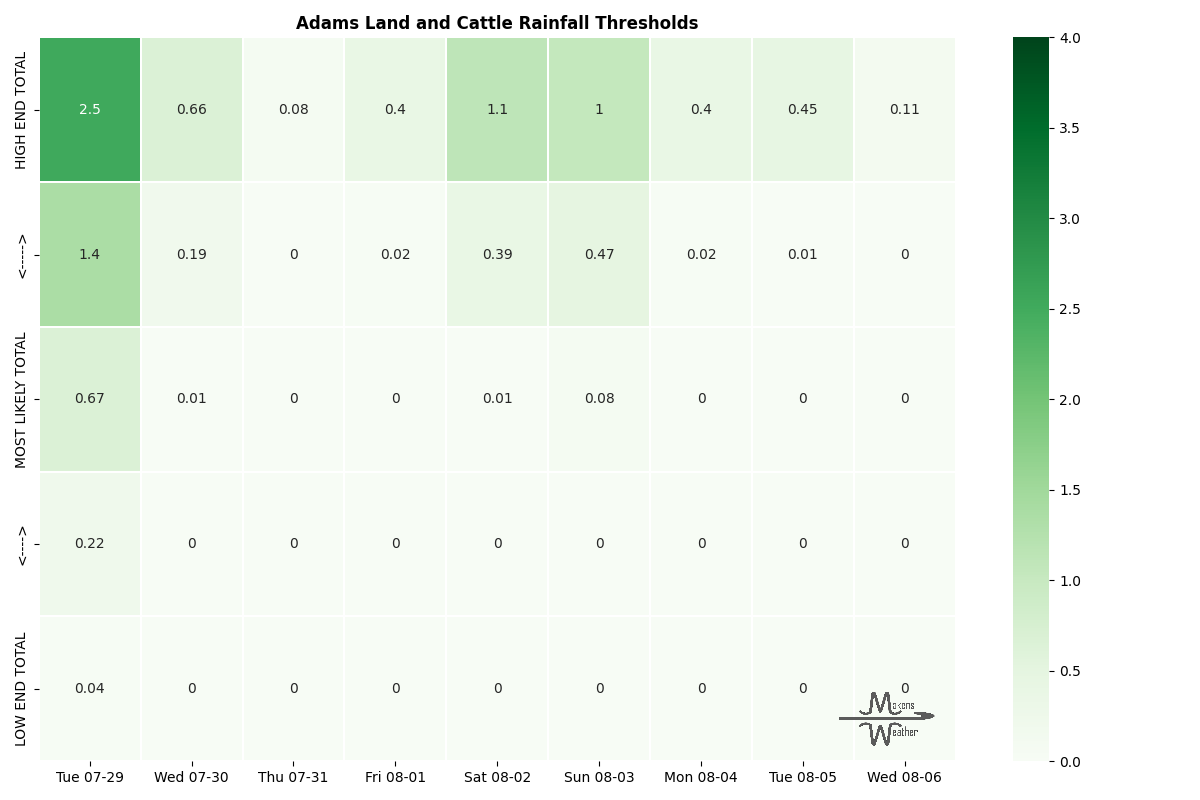 Adams Land and Cattle Rainfall Thresholds
HIGH END TOTAL
2.5 0.66 0.08 0.4 1.1 1 0.4 0.45 0.11
<----->
1.4 0.19 0 0.02 0.39 0.47 0.02 0.01 0
MOST LIKELY TOTAL
0.67 0.01 0 0 0.01 0.08 0 0 0
<---->
0.22 0 0 0 0 0 0 0 0
LOW END TOTAL
0.04 0 0 0 0 0 0 0 0
Makens
Weather
Tue 07-29 Wed 07-30 Thu 07-31 Fri 08-01 Sat 08-02 Sun 08-03 Mon 08-04 Tue 08-05 Wed 08-06
4.0
3.5
3.0
2.5
2.0
1.5
1.0
0.5
0.0